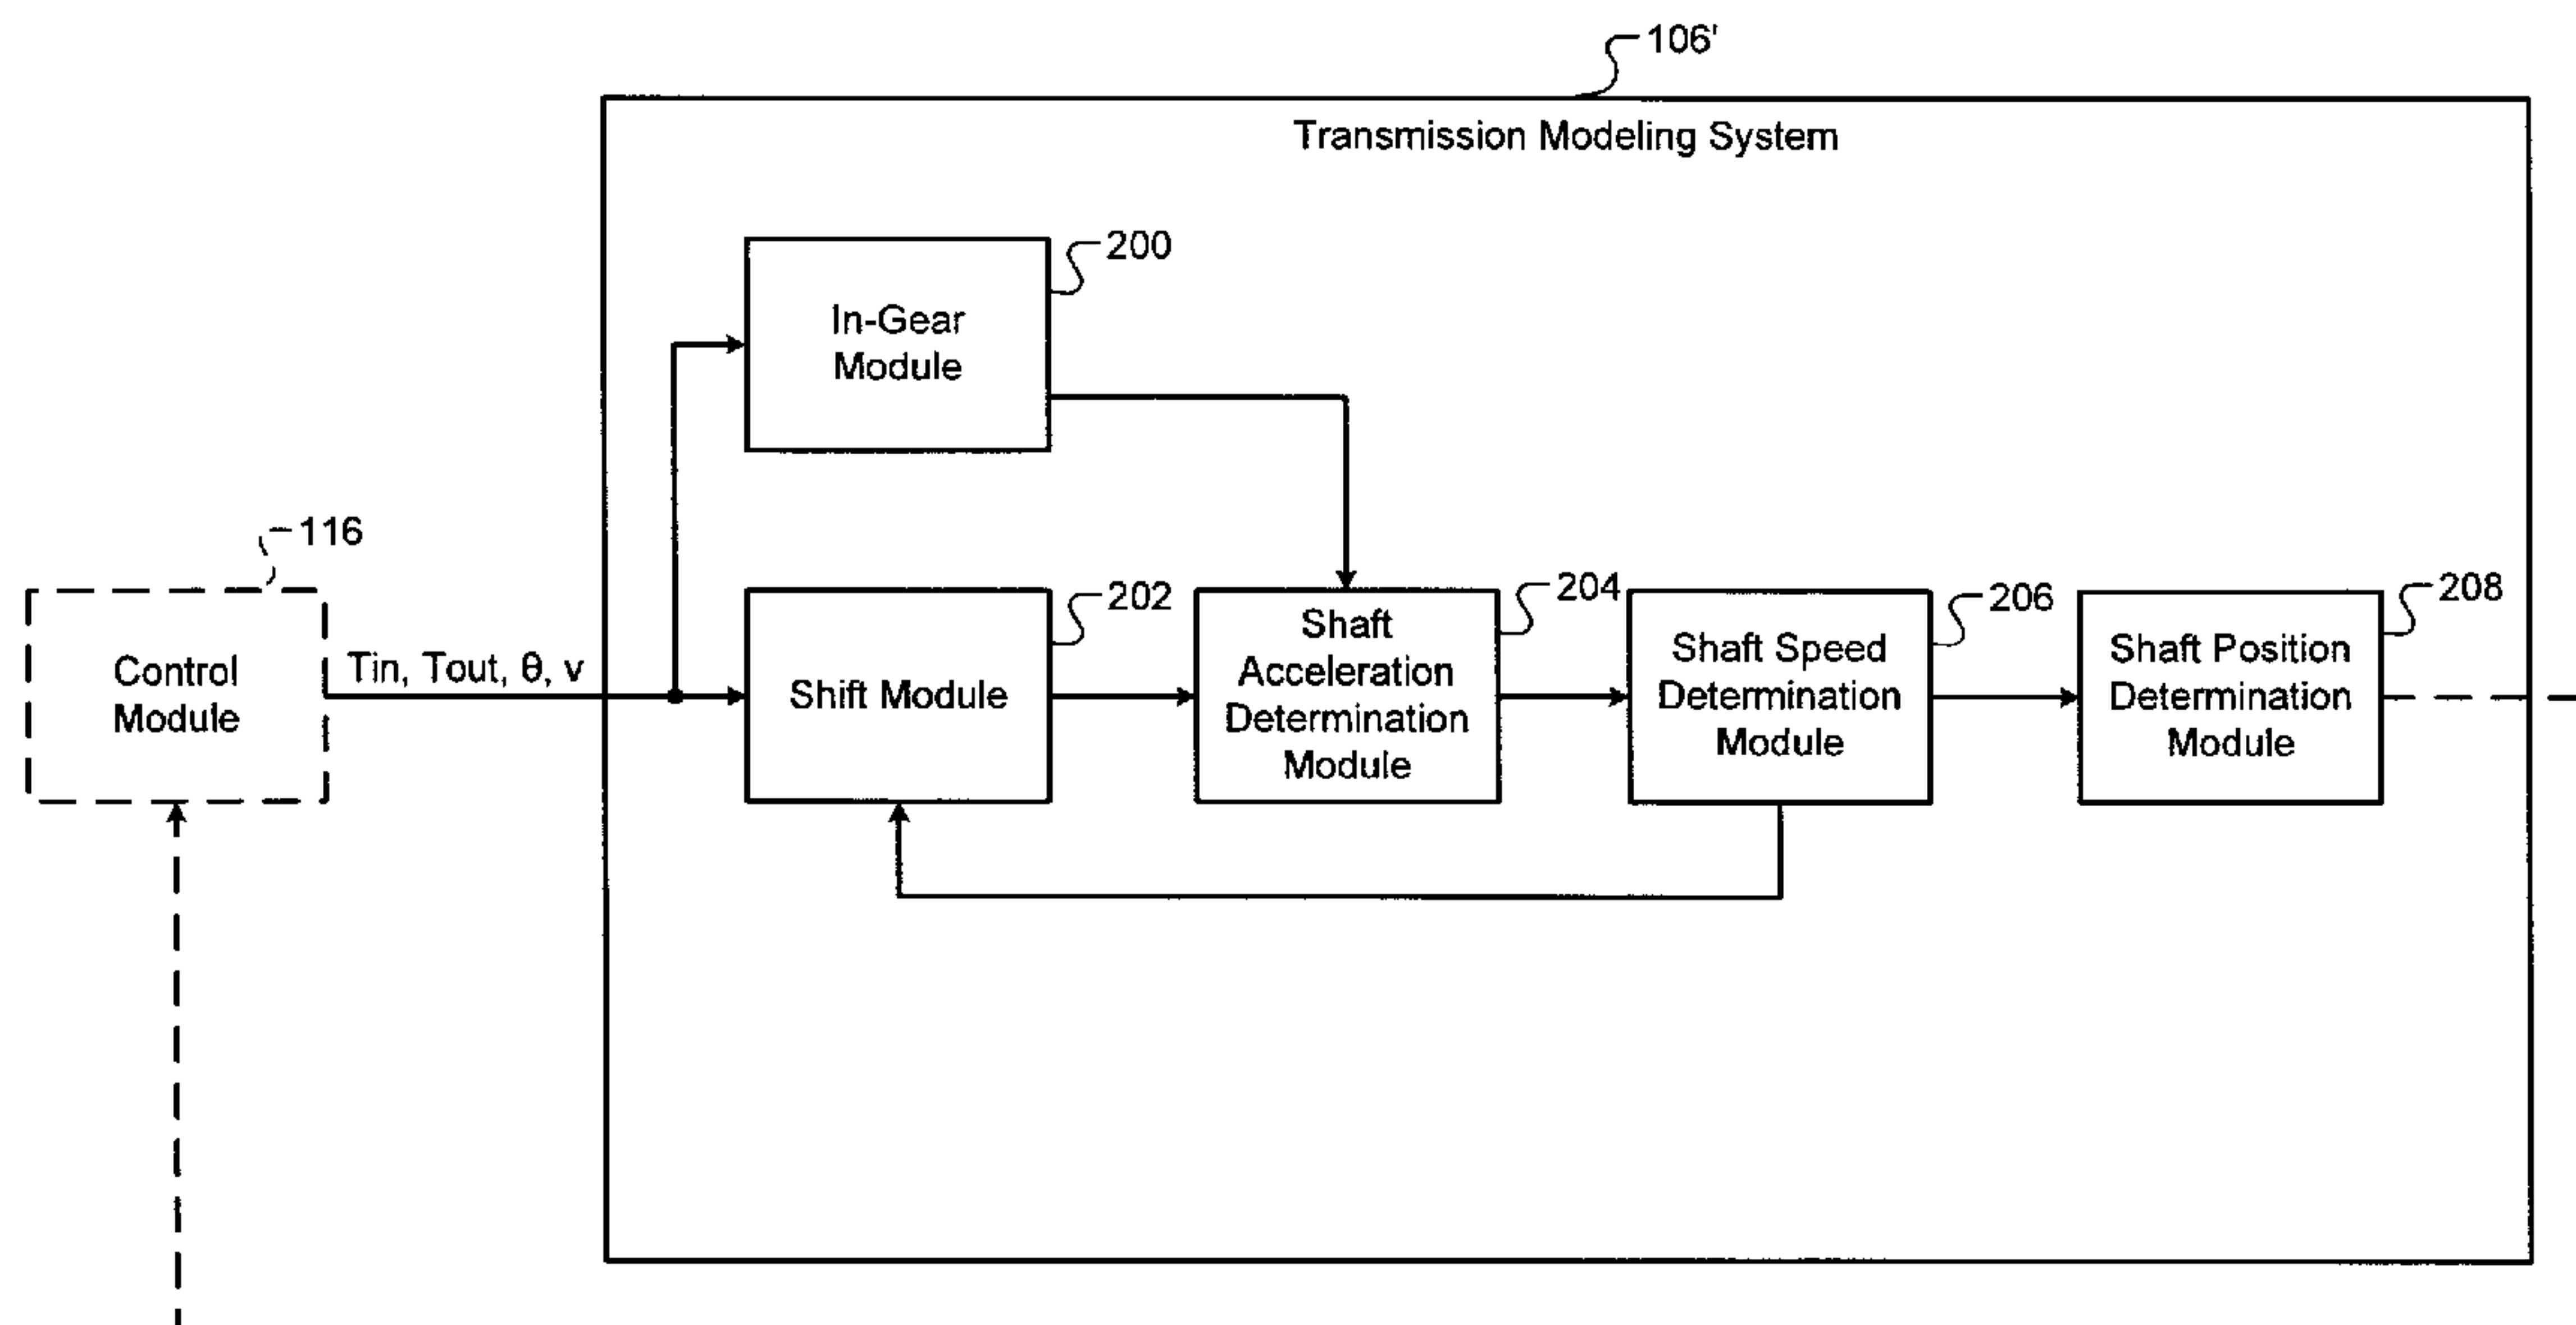 106'
Transmission Modeling System
200
In-Gear
Module
116
Control
Module
Tin, Tout, θ, v
202
Shift Module
204
Shaft
Acceleration
Determination
Module
206
Shaft Speed
Determination
Module
208
Shaft Position
Determination
Module